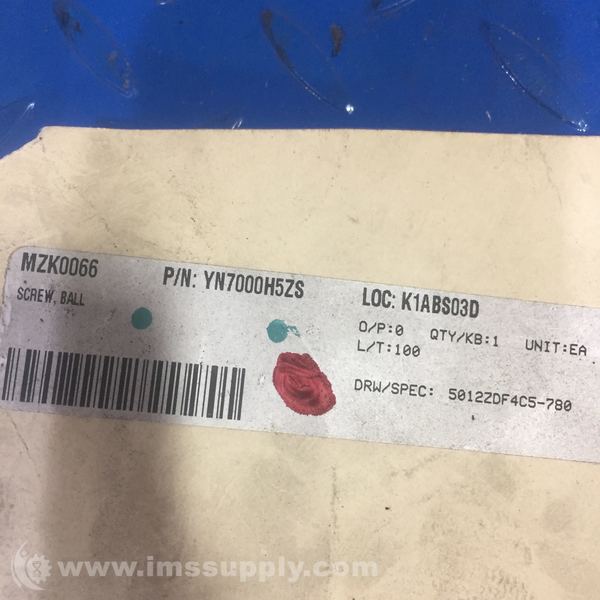 MZK0066
P/N: YN7000H5ZS
LOC: K1ABS03D
SCREW, BALL
O/P:0 QTY/KB:1 UNIT:EA
L/T:100
DRW/SPEC: 5012ZDF4C5-780
www.imssupply.com